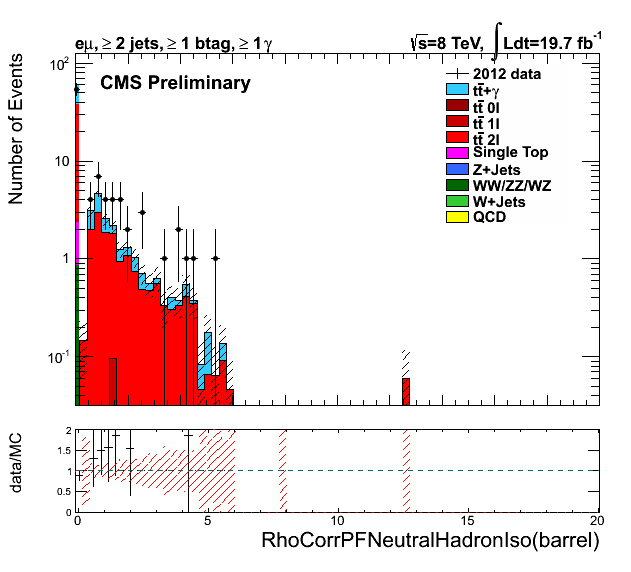 eμ, ≥ 2 jets, ≥ 1 btag, ≥ 1 γ
√s=8 TeV, ∫ Ldt=19.7 fb⁻¹
CMS Preliminary
Number of Events
10²
10
1
10⁻¹
2012 data
tt̄+γ
tt̄ 0l
tt̄ 1l
tt̄ 2l
Single Top
Z+Jets
WW/ZZ/WZ
W+Jets
QCD
data/MC
2
1.5
1
0.5
0
0 5 10 15 20
RhoCorrPFNeutralHadronIso(barrel)